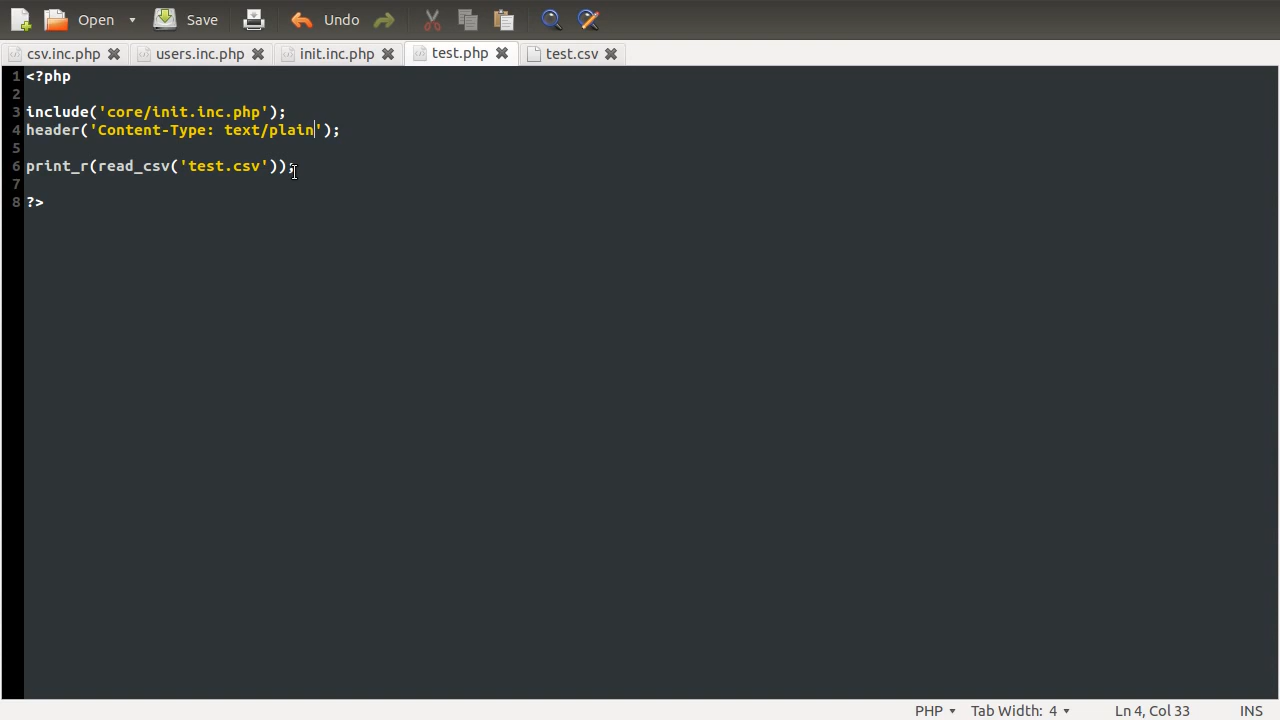 Open Save Undo
csv.inc.php users.inc.php init.inc.php test.php test.csv
1 <?php
2
3 include('core/init.inc.php');
4 header('Content-Type: text/plain');
5
6 print_r(read_csv('test.csv'));
7
8 ?>
PHP Tab Width: 4 Ln 4, Col 33 INS